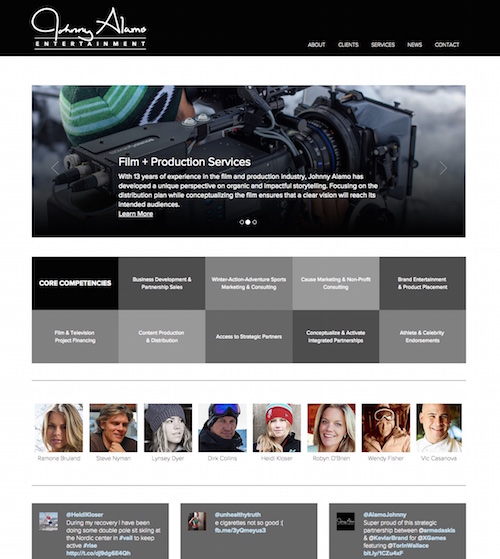 Johnny Alamo
ENTERTAINMENT
ABOUT CLIENTS SERVICES NEWS CONTACT
Film + Production Services
With 13 years of experience in the film and production industry, Johnny Alamo has
developed a unique perspective on organic and impactful storytelling. Focusing on the
distribution plan while conceptualizing the film ensures that a clear vision will reach its
intended audiences.
Learn More
CORE COMPETENCIES
Business Development &
Partnership Sales
Winter-Action-Adventure Sports
Marketing & Consulting
Cause Marketing & Non-Profit
Consulting
Brand Entertainment
& Product Placement
Film & Television
Project Financing
Content Production
& Distribution
Access to Strategic Partners
Conceptualize & Activate
Integrated Partnerships
Athlete & Celebrity
Endorsements
Ramona Bruland
Steve Nyman
Lynsey Dyer
Dirk Collins
Heidi Kloser
Robyn O'Brien
Wendy Fisher
Vic Casanova
@HeidiKloser
During my recovery I have been
doing some double pole sit skiing at
the Nordic center in #vail to keep
active #rise
@unhealthytruth
e cigarettes not so good :(
fb.me/3yQmeyus3
@AlamoJohnny
Super proud of this strategic
partnership between @armadaskis
and @KevlarBrand for @XGames
featuring @TorinWallace
bit.ly/1CZu4xF